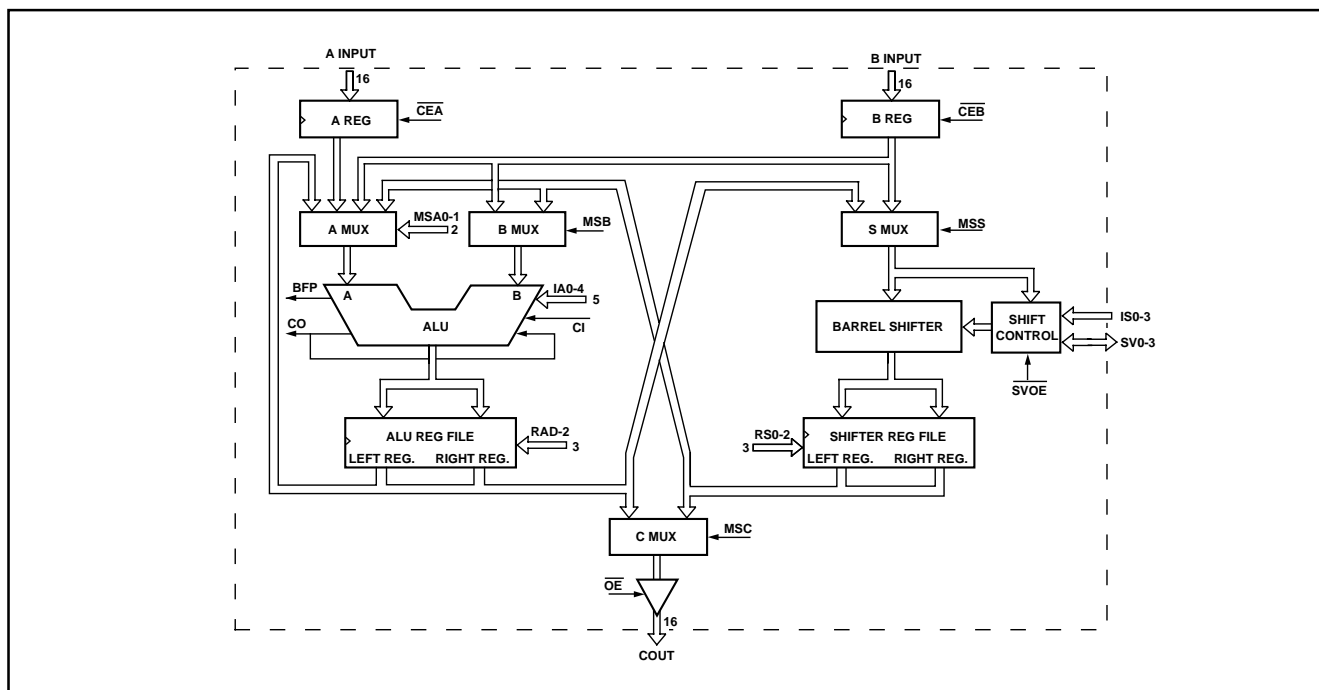 A INPUT
B INPUT
16
16
A REG
CEA
B REG
CEB
A MUX
MSA0-1
2
B MUX
MSB
S MUX
MSS
BFP
A
B
IA0-4
5
ALU
CO
CI
BARREL SHIFTER
SHIFT
CONTROL
IS0-3
SV0-3
SVOE
ALU REG FILE
LEFT REG. RIGHT REG.
RAD-2
3
RS0-2
3
SHIFTER REG FILE
LEFT REG. RIGHT REG.
C MUX
MSC
OE
16
COUT